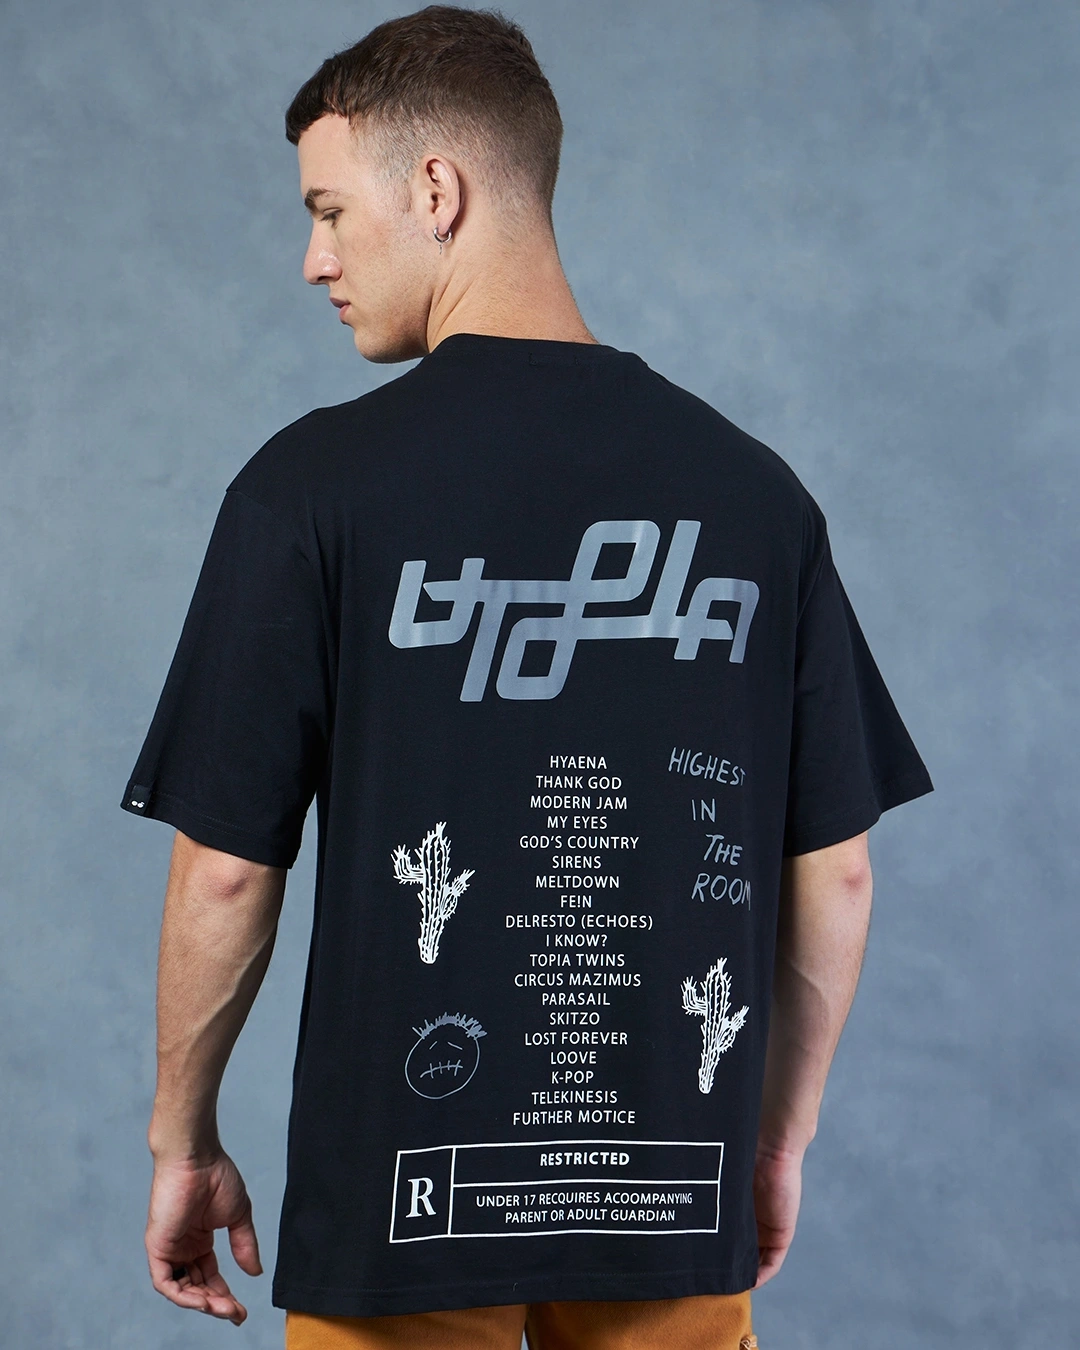 UTOPIA
HYAENA
THANK GOD
MODERN JAM
MY EYES
GOD'S COUNTRY
SIRENS
MELTDOWN
FE!N
DELRESTO (ECHOES)
I KNOW?
TOPIA TWINS
CIRCUS MAZIMUS
PARASAIL
SKITZO
LOST FOREVER
LOOVE
K-POP
TELEKINESIS
FURTHER MOTICE
HIGHEST
IN
THE
ROOM
R
RESTRICTED
UNDER 17 RECQUIRES ACOOMPANYING
PARENT OR ADULT GUARDIAN